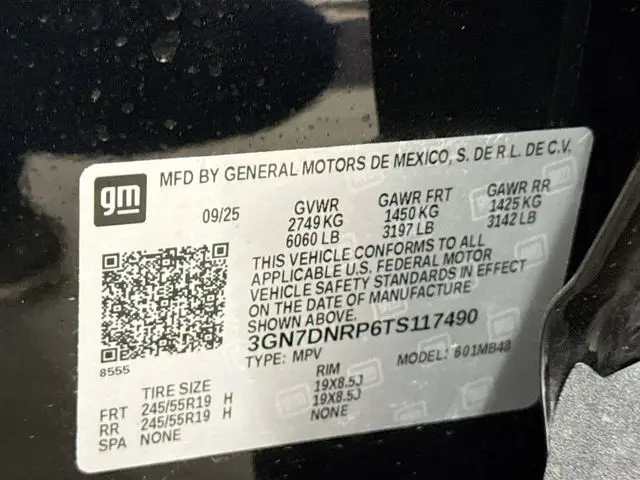 gm
MFD BY GENERAL MOTORS DE MEXICO, S. DE R.L. DE C.V.
09/25 GVWR GAWR FRT GAWR RR
2749 KG 1450 KG 1425 KG
6060 LB 3197 LB 3142 LB
THIS VEHICLE CONFORMS TO ALL
APPLICABLE U.S. FEDERAL MOTOR
VEHICLE SAFETY STANDARDS IN EFFECT
ON THE DATE OF MANUFACTURE
SHOWN ABOVE.
3GN7DNRP6TS117490
TYPE: MPV MODEL: 601MB48
8555
TIRE SIZE RIM
FRT 245/55R19 H 19X8.5J
RR 245/55R19 H 19X8.5J
SPA NONE NONE